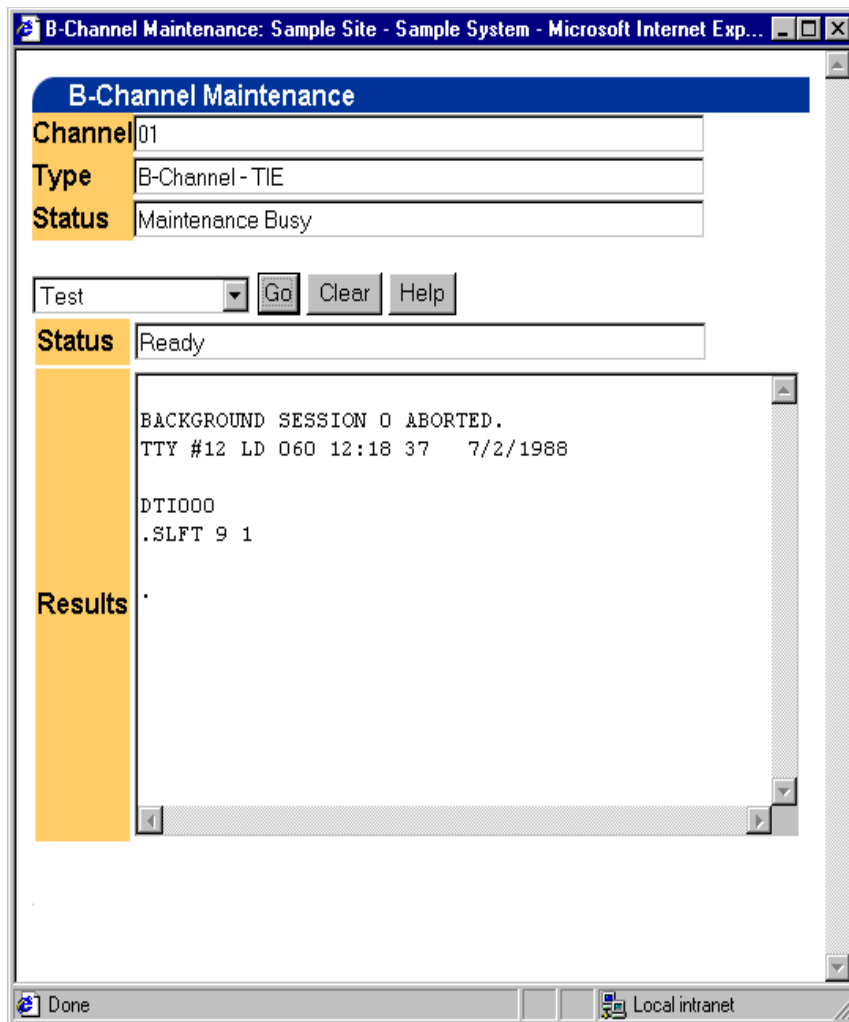 B-Channel Maintenance: Sample Site - Sample System - Microsoft Internet Exp...
B-Channel Maintenance
Channel 01
Type B-Channel - TIE
Status Maintenance Busy
Test Go Clear Help
Status Ready
BACKGROUND SESSION 0 ABORTED.
TTY #12 LD 060 12:18 37 7/2/1988
DTI000
.SLFT 9 1
Results .
Done Local intranet